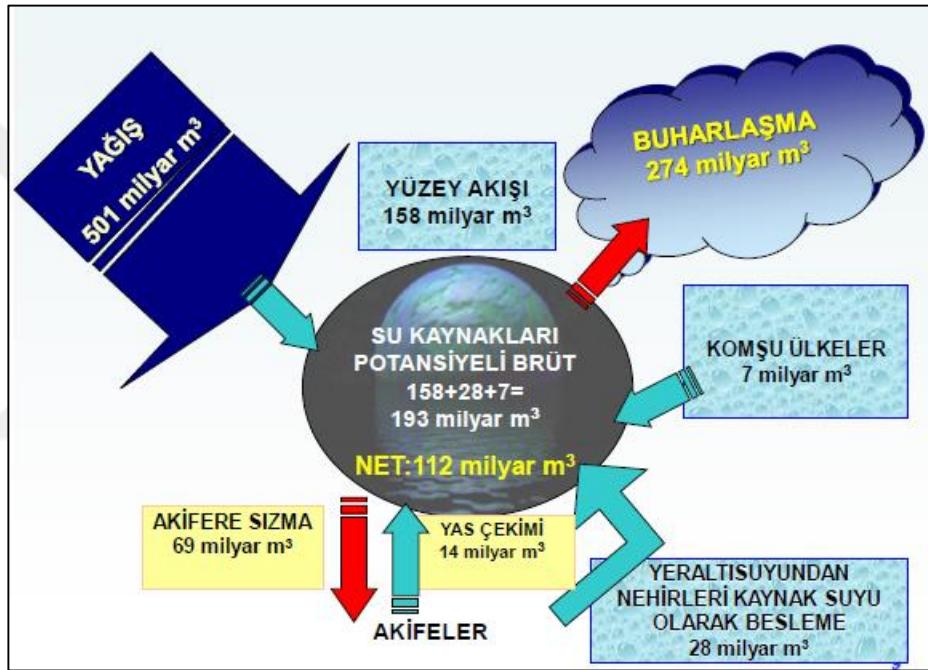 YAĞIŞ
501 milyar m³
BUHARLAŞMA
274 milyar m³
YÜZEY AKIŞI
158 milyar m³
SU KAYNAKLARI
POTANSİYELİ BRÜT
158+28+7=
193 milyar m³
NET:112 milyar m³
KOMŞU ÜLKELER
7 milyar m³
AKİFERE SIZMA
69 milyar m³
YAS ÇEKİMİ
14 milyar m³
AKİFELER
YERALTISUYUNDAN
NEHİRLERİ KAYNAK SUYU
OLARAK BESLEME
28 milyar m³